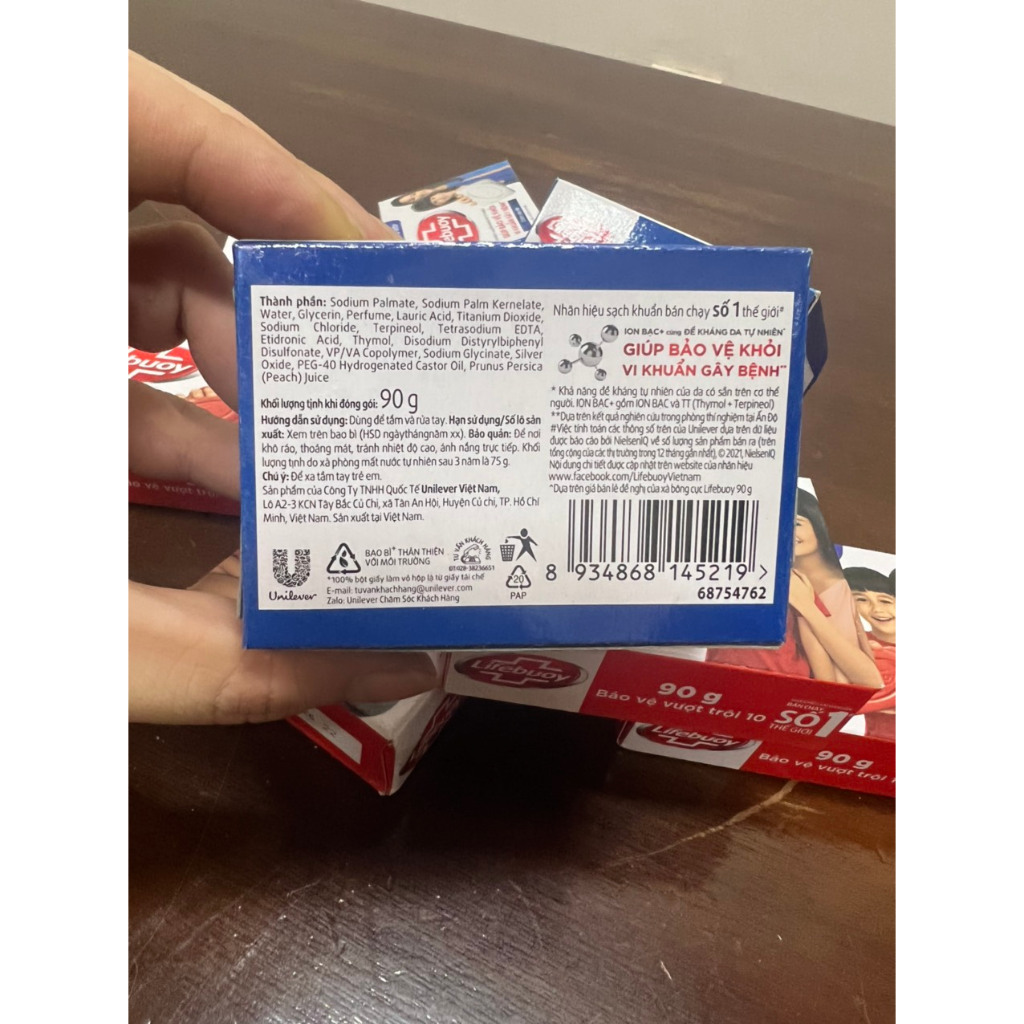 Thành phần: Sodium Palmate, Sodium Palm Kernelate,
Water, Glycerin, Perfume, Lauric Acid, Titanium Dioxide,
Sodium Chloride, Terpineol, Tetrasodium EDTA,
Etidronic Acid, Thymol, Disodium Distyrylbiphenyl
Disulfonate, VP/VA Copolymer, Sodium Glycinate, Silver
Oxide, PEG-40 Hydrogenated Castor Oil, Prunus Persica
(Peach) Juice
Khối lượng tịnh khi đóng gói: 90 g
Hướng dẫn sử dụng: Dùng để tắm và rửa tay. Hạn sử dụng/Số lô sản
xuất: Xem trên bao bì (HSD ngàythángnăm xx). Bảo quản: Để nơi
khô ráo, thoáng mát, tránh nhiệt độ cao, ánh nắng trực tiếp. Khối
lượng tịnh do xà phòng mất nước tự nhiên sau 3 năm là 75 g.
Chú ý: Để xa tầm tay trẻ em.
Sản phẩm của Công Ty TNHH Quốc Tế Unilever Việt Nam,
Lô A2-3 KCN Tây Bắc Củ Chi, xã Tân An Hội, Huyện Củ chi, TP. Hồ Chí
Minh, Việt Nam. Sản xuất tại Việt Nam.
Unilever
BAO BÌ* THÂN THIỆN
VỚI MÔI TRƯỜNG
*100% bột giấy làm vỏ hộp là từ giấy tái chế
E-mail: tuvankhachhang@unilever.com
Zalo: Unilever Chăm Sóc Khách Hàng
TƯ VẤN KHÁCH HÀNG
ĐT:028-38236651
20
PAP
Nhãn hiệu sạch khuẩn bán chạy số 1 thế giới#
ION BẠC+ cùng ĐỀ KHÁNG DA TỰ NHIÊN*
GIÚP BẢO VỆ KHỎI
VI KHUẨN GÂY BỆNH**
* Khả năng đề kháng tự nhiên của da có sẵn trên cơ thể
người. ION BẠC+ gồm ION BẠC và TT (Thymol + Terpineol)
**Dựa trên kết quả nghiên cứu trong phòng thí nghiệm tại Ấn Độ
#Việc tính toán các thông số trên của Unilever dựa trên dữ liệu
được báo cáo bởi NielsenIQ về số lượng sản phẩm bán ra (trên
tổng cộng của các thị trường trong 12 tháng gần nhất), © 2021, NielsenIQ
Nội dung chi tiết được cập nhật trên website của nhãn hiệu
www.facebook.com/LifebuoyVietnam
^Dựa trên giá bán lẻ đề nghị của xà bông cục Lifebuoy 90 g
8 934868 145219 >
68754762
Lifebuoy
90 g
Bảo vệ vượt trội 10
BÁN CHẠY
SỐ 1
THẾ GIỚI
Lifebuoy
90 g
Bảo vệ vượt trội